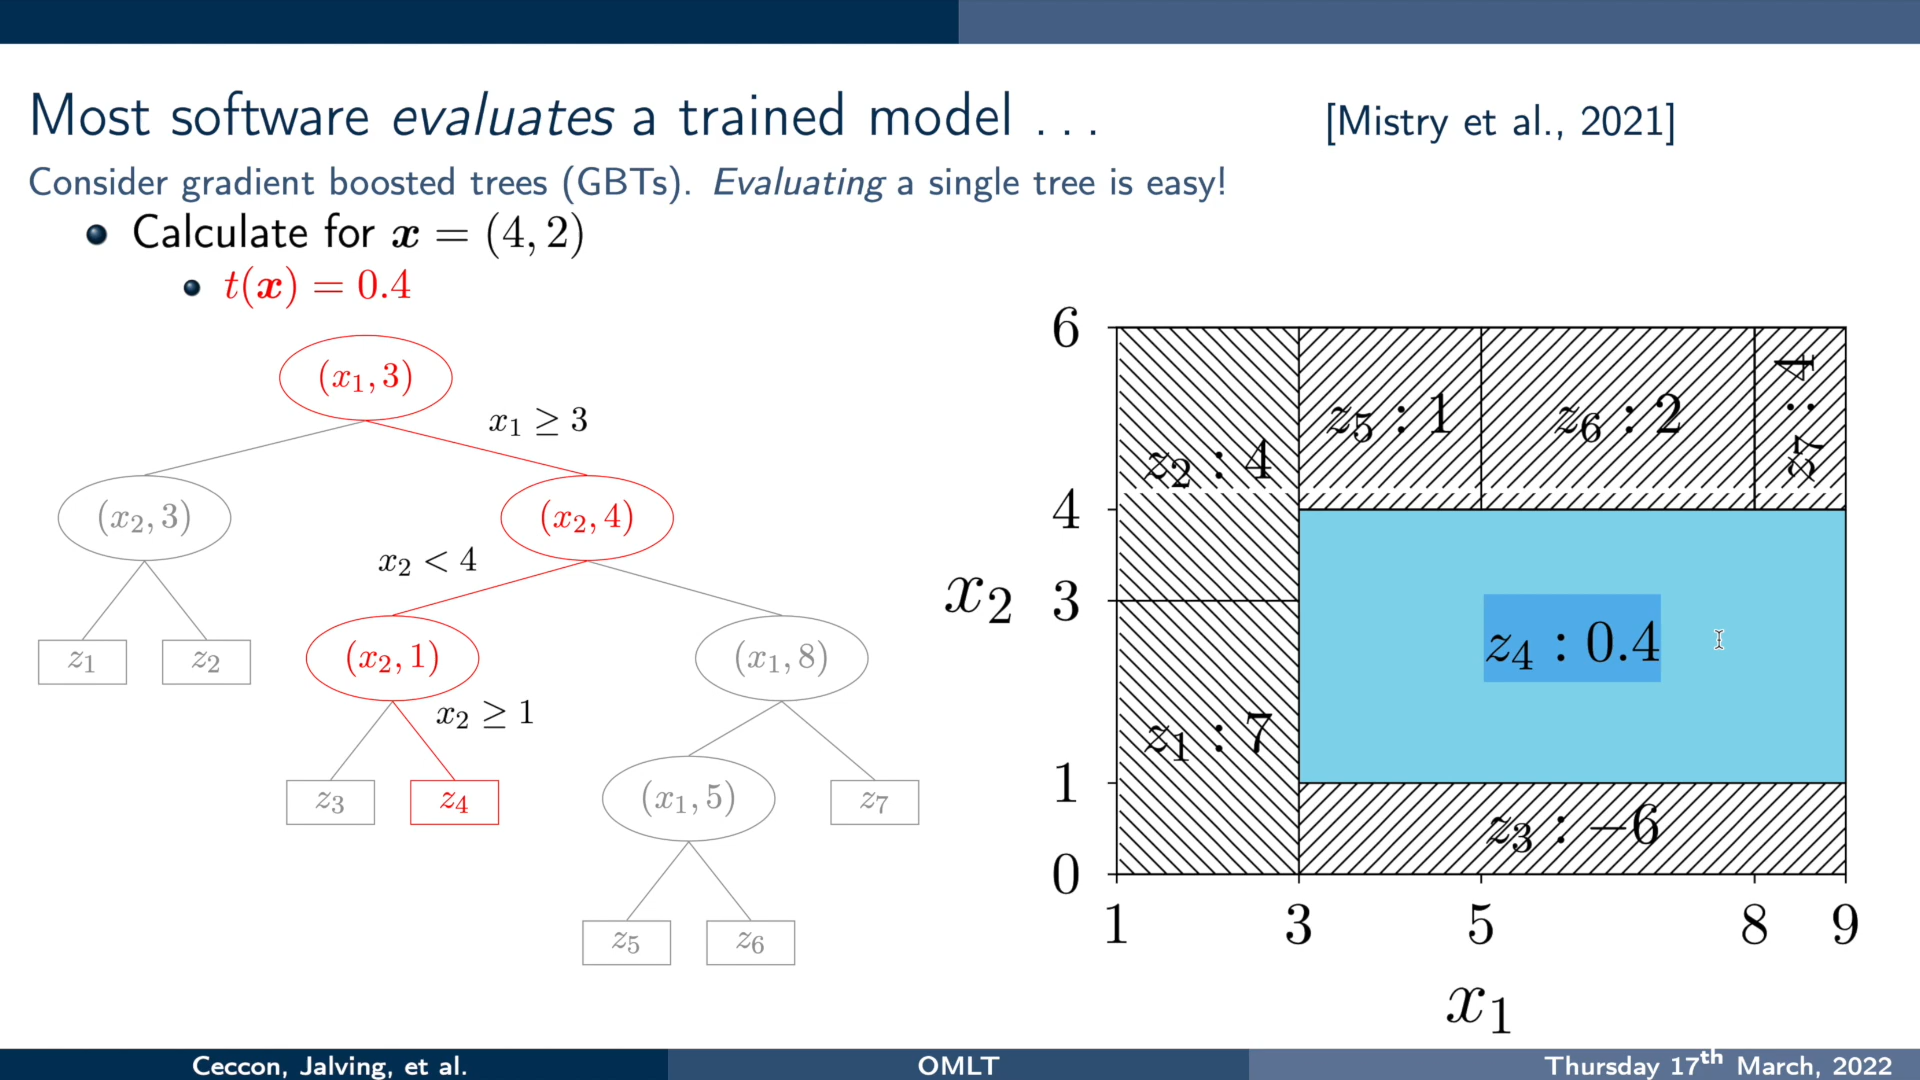 Most software evaluates a trained model . . .
[Mistry et al., 2021]
Consider gradient boosted trees (GBTs). Evaluating a single tree is easy!
Calculate for x = (4, 2)
t(x) = 0.4
(x1, 3)
x1 ≥ 3
(x2, 3)
(x2, 4)
x2 < 4
z1
z2
(x2, 1)
(x1, 8)
x2 ≥ 1
z3
z4
(x1, 5)
z7
z5
z6
6
4
3
1
0
x2
z2 : 4
z5 : 1
z6 : 2
z7 : 4
z4 : 0.4
z1 : 7
z3 : −6
1
3
5
8
9
x1
Ceccon, Jalving, et al.
OMLT
Thursday 17th March, 2022